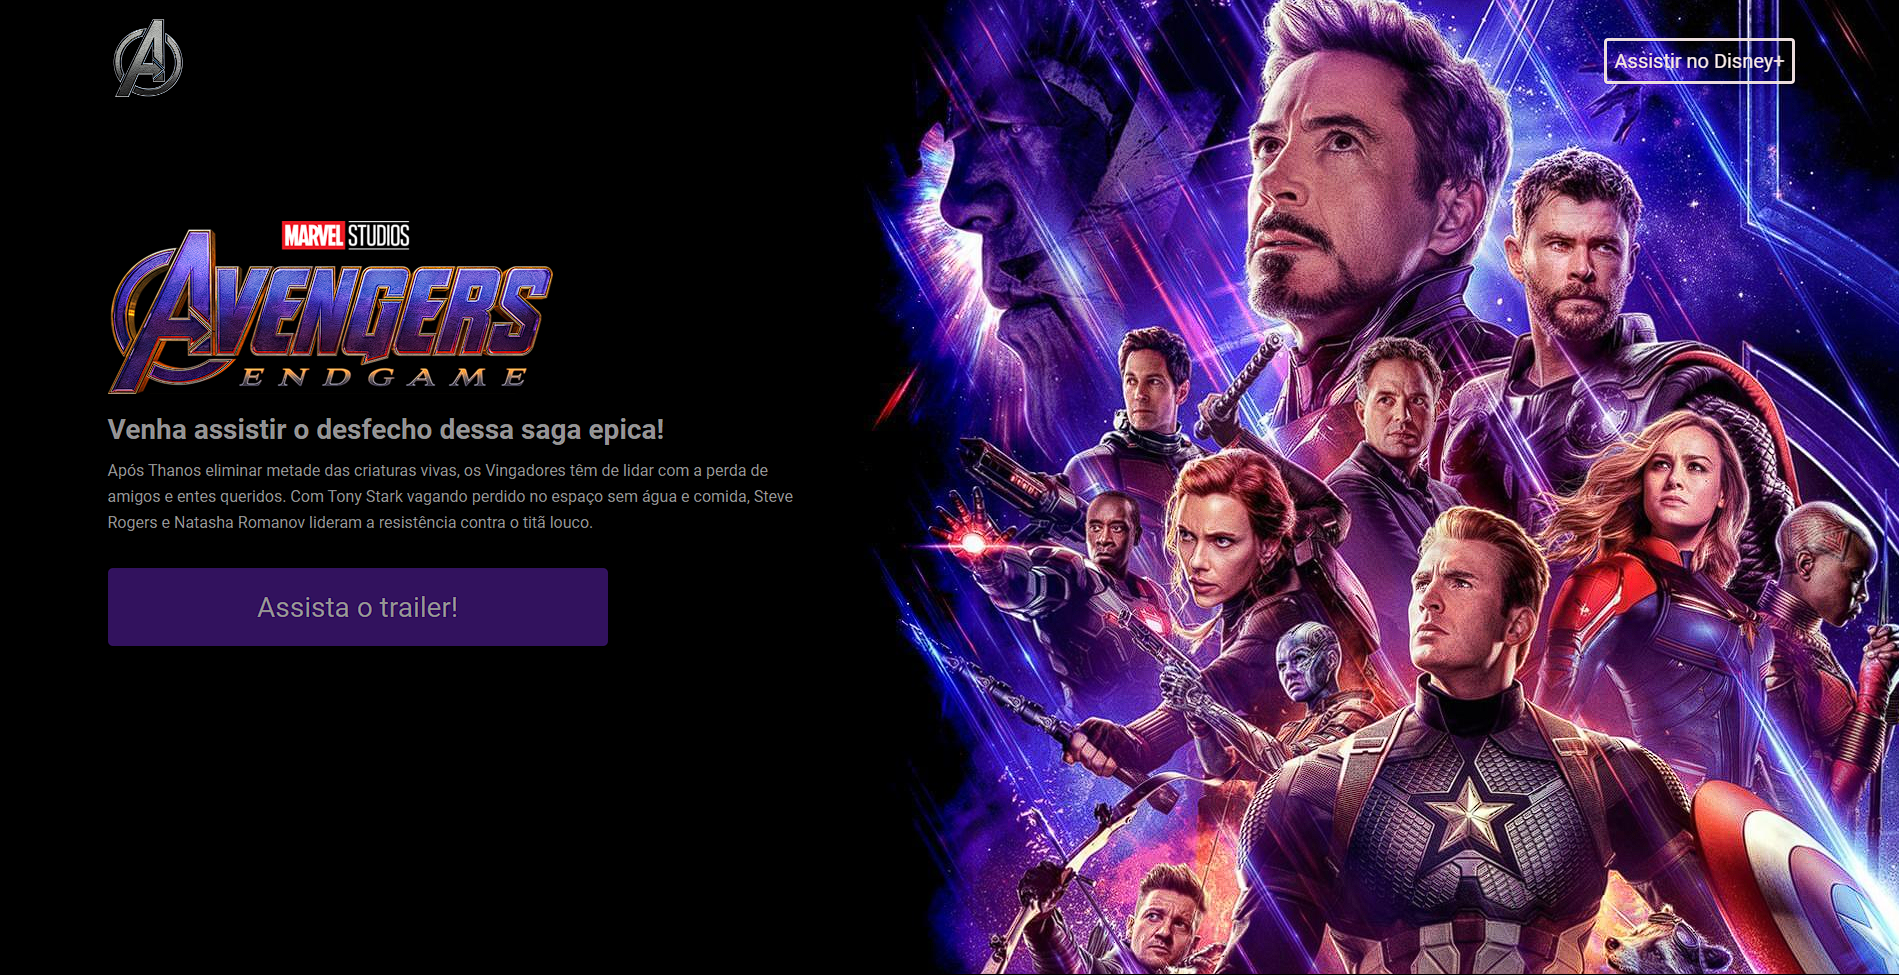 Assistir no Disney+
MARVEL STUDIOS
AVENGERS
ENDGAME
Venha assistir o desfecho dessa saga epica!
Após Thanos eliminar metade das criaturas vivas, os Vingadores têm de lidar com a perda de
amigos e entes queridos. Com Tony Stark vagando perdido no espaço sem água e comida, Steve
Rogers e Natasha Romanov lideram a resistência contra o titã louco.
Assista o trailer!